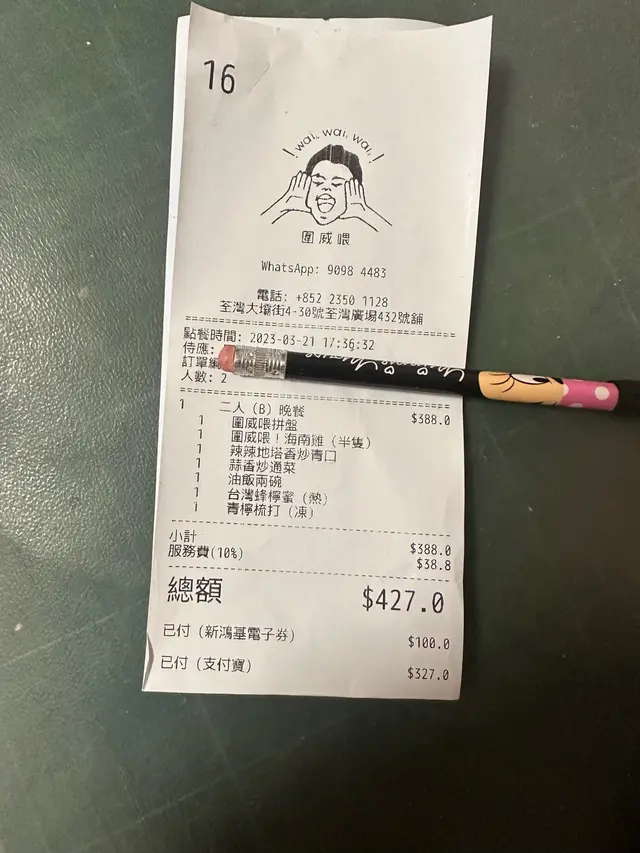 16
wai, wai, wai,
圍威喂
WhatsApp: 9098 4483
電話: +852 2350 1128
荃灣大壩街4-30號荃灣廣場432號舖
點餐時間: 2023-03-21 17:36:32
侍應:
訂單
人數: 2
1 二人 (B) 晚餐 $388.0
1 圍威喂拼盤
1 圍威喂!海南雞 (半隻)
1 辣辣地塔香炒青口
1 蒜香炒通菜
1 油飯兩碗
1 台灣蜂檸蜜 (熱)
1 青檸梳打 (凍)
小計 $388.0
服務費(10%) $38.8
總額 $427.0
已付 (新鴻基電子券) $100.0
已付 (支付寶) $327.0